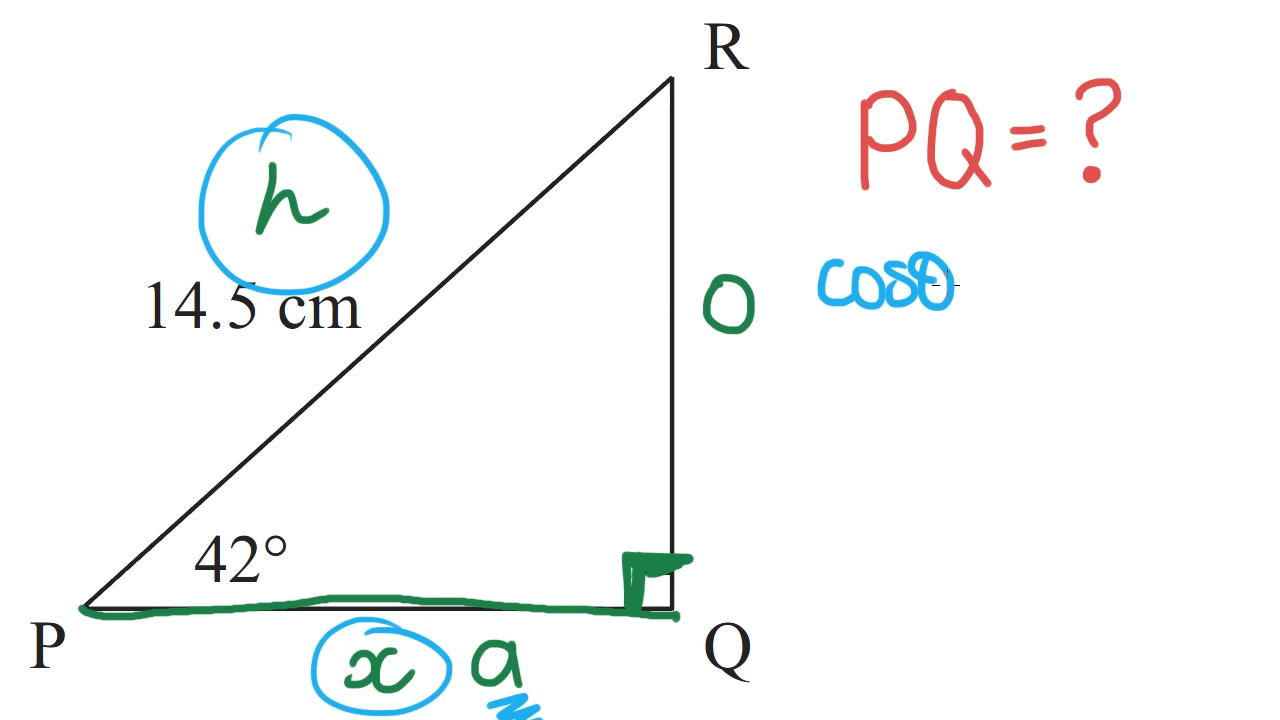 R
PQ = ?
h
14.5 cm
O
cosθ
42°
P
x a
Q